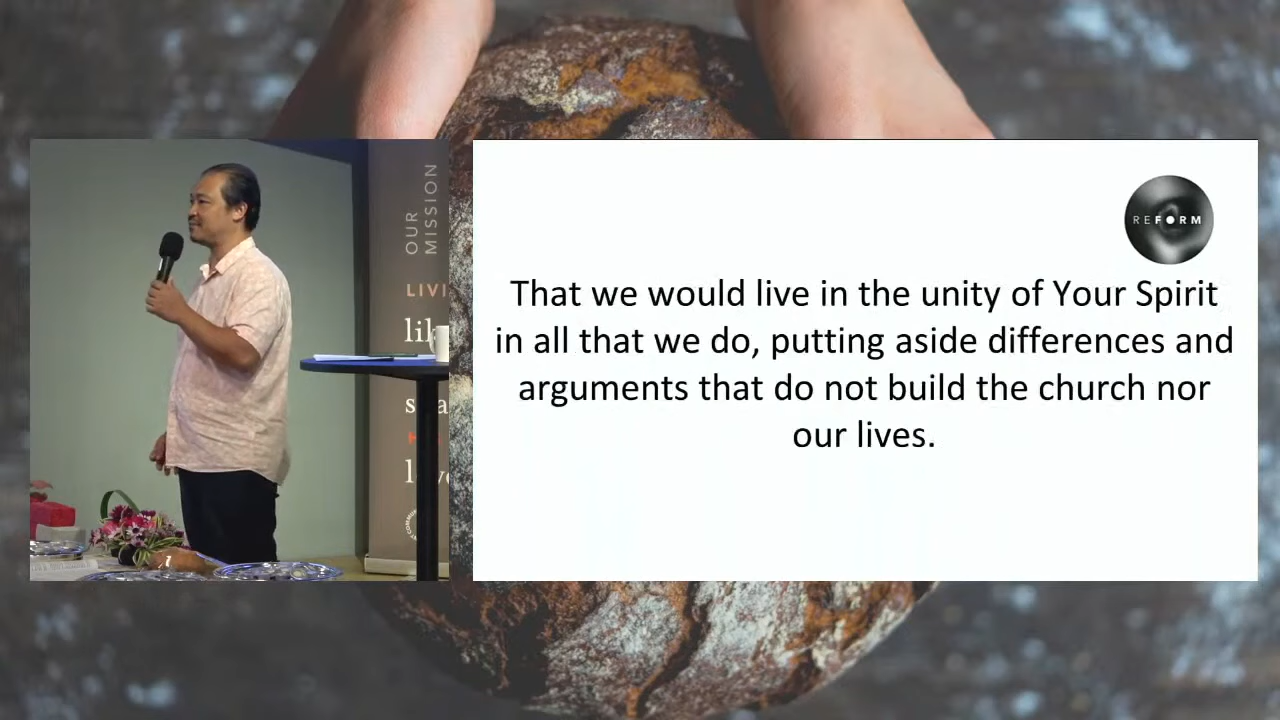 OUR
MISSION
LIVI
REFORM
That we would live in the unity of Your Spirit
in all that we do, putting aside differences and
arguments that do not build the church nor
our lives.